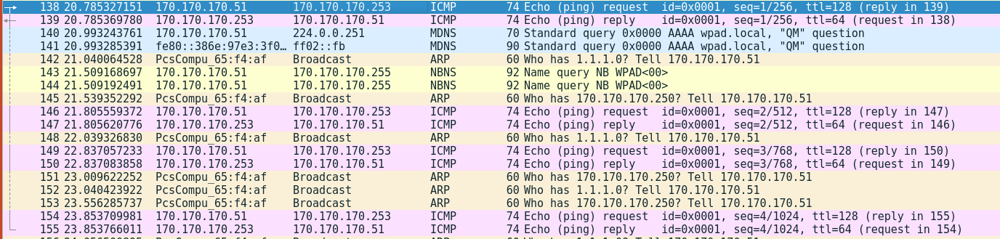 138 20.785327151 170.170.170.51 170.170.170.253 ICMP 74 Echo (ping) request id=0x0001, seq=1/256, ttl=128 (reply in 139)
139 20.785369780 170.170.170.253 170.170.170.51 ICMP 74 Echo (ping) reply id=0x0001, seq=1/256, ttl=64 (request in 138)
140 20.993243761 170.170.170.51 224.0.0.251 MDNS 70 Standard query 0x0000 AAAA wpad.local, "QM" question
141 20.993285391 fe80::386e:97e3:3f0… ff02::fb MDNS 90 Standard query 0x0000 AAAA wpad.local, "QM" question
142 21.040064528 PcsCompu_65:f4:af Broadcast ARP 60 Who has 1.1.1.0? Tell 170.170.170.51
143 21.509168697 170.170.170.51 170.170.170.255 NBNS 92 Name query NB WPAD<00>
144 21.509192491 170.170.170.51 170.170.170.255 NBNS 92 Name query NB WPAD<00>
145 21.539352292 PcsCompu_65:f4:af Broadcast ARP 60 Who has 170.170.170.250? Tell 170.170.170.51
146 21.805559372 170.170.170.51 170.170.170.253 ICMP 74 Echo (ping) request id=0x0001, seq=2/512, ttl=128 (reply in 147)
147 21.805620776 170.170.170.253 170.170.170.51 ICMP 74 Echo (ping) reply id=0x0001, seq=2/512, ttl=64 (request in 146)
148 22.039326830 PcsCompu_65:f4:af Broadcast ARP 60 Who has 1.1.1.0? Tell 170.170.170.51
149 22.837057233 170.170.170.51 170.170.170.253 ICMP 74 Echo (ping) request id=0x0001, seq=3/768, ttl=128 (reply in 150)
150 22.837083858 170.170.170.253 170.170.170.51 ICMP 74 Echo (ping) reply id=0x0001, seq=3/768, ttl=64 (request in 149)
151 23.009622252 PcsCompu_65:f4:af Broadcast ARP 60 Who has 170.170.170.250? Tell 170.170.170.51
152 23.040423922 PcsCompu_65:f4:af Broadcast ARP 60 Who has 1.1.1.0? Tell 170.170.170.51
153 23.556285737 PcsCompu_65:f4:af Broadcast ARP 60 Who has 170.170.170.250? Tell 170.170.170.51
154 23.853709981 170.170.170.51 170.170.170.253 ICMP 74 Echo (ping) request id=0x0001, seq=4/1024, ttl=128 (reply in 155)
155 23.853766011 170.170.170.253 170.170.170.51 ICMP 74 Echo (ping) reply id=0x0001, seq=4/1024, ttl=64 (request in 154)